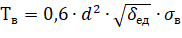 Tв = 0,6 · d² · √δед · σв